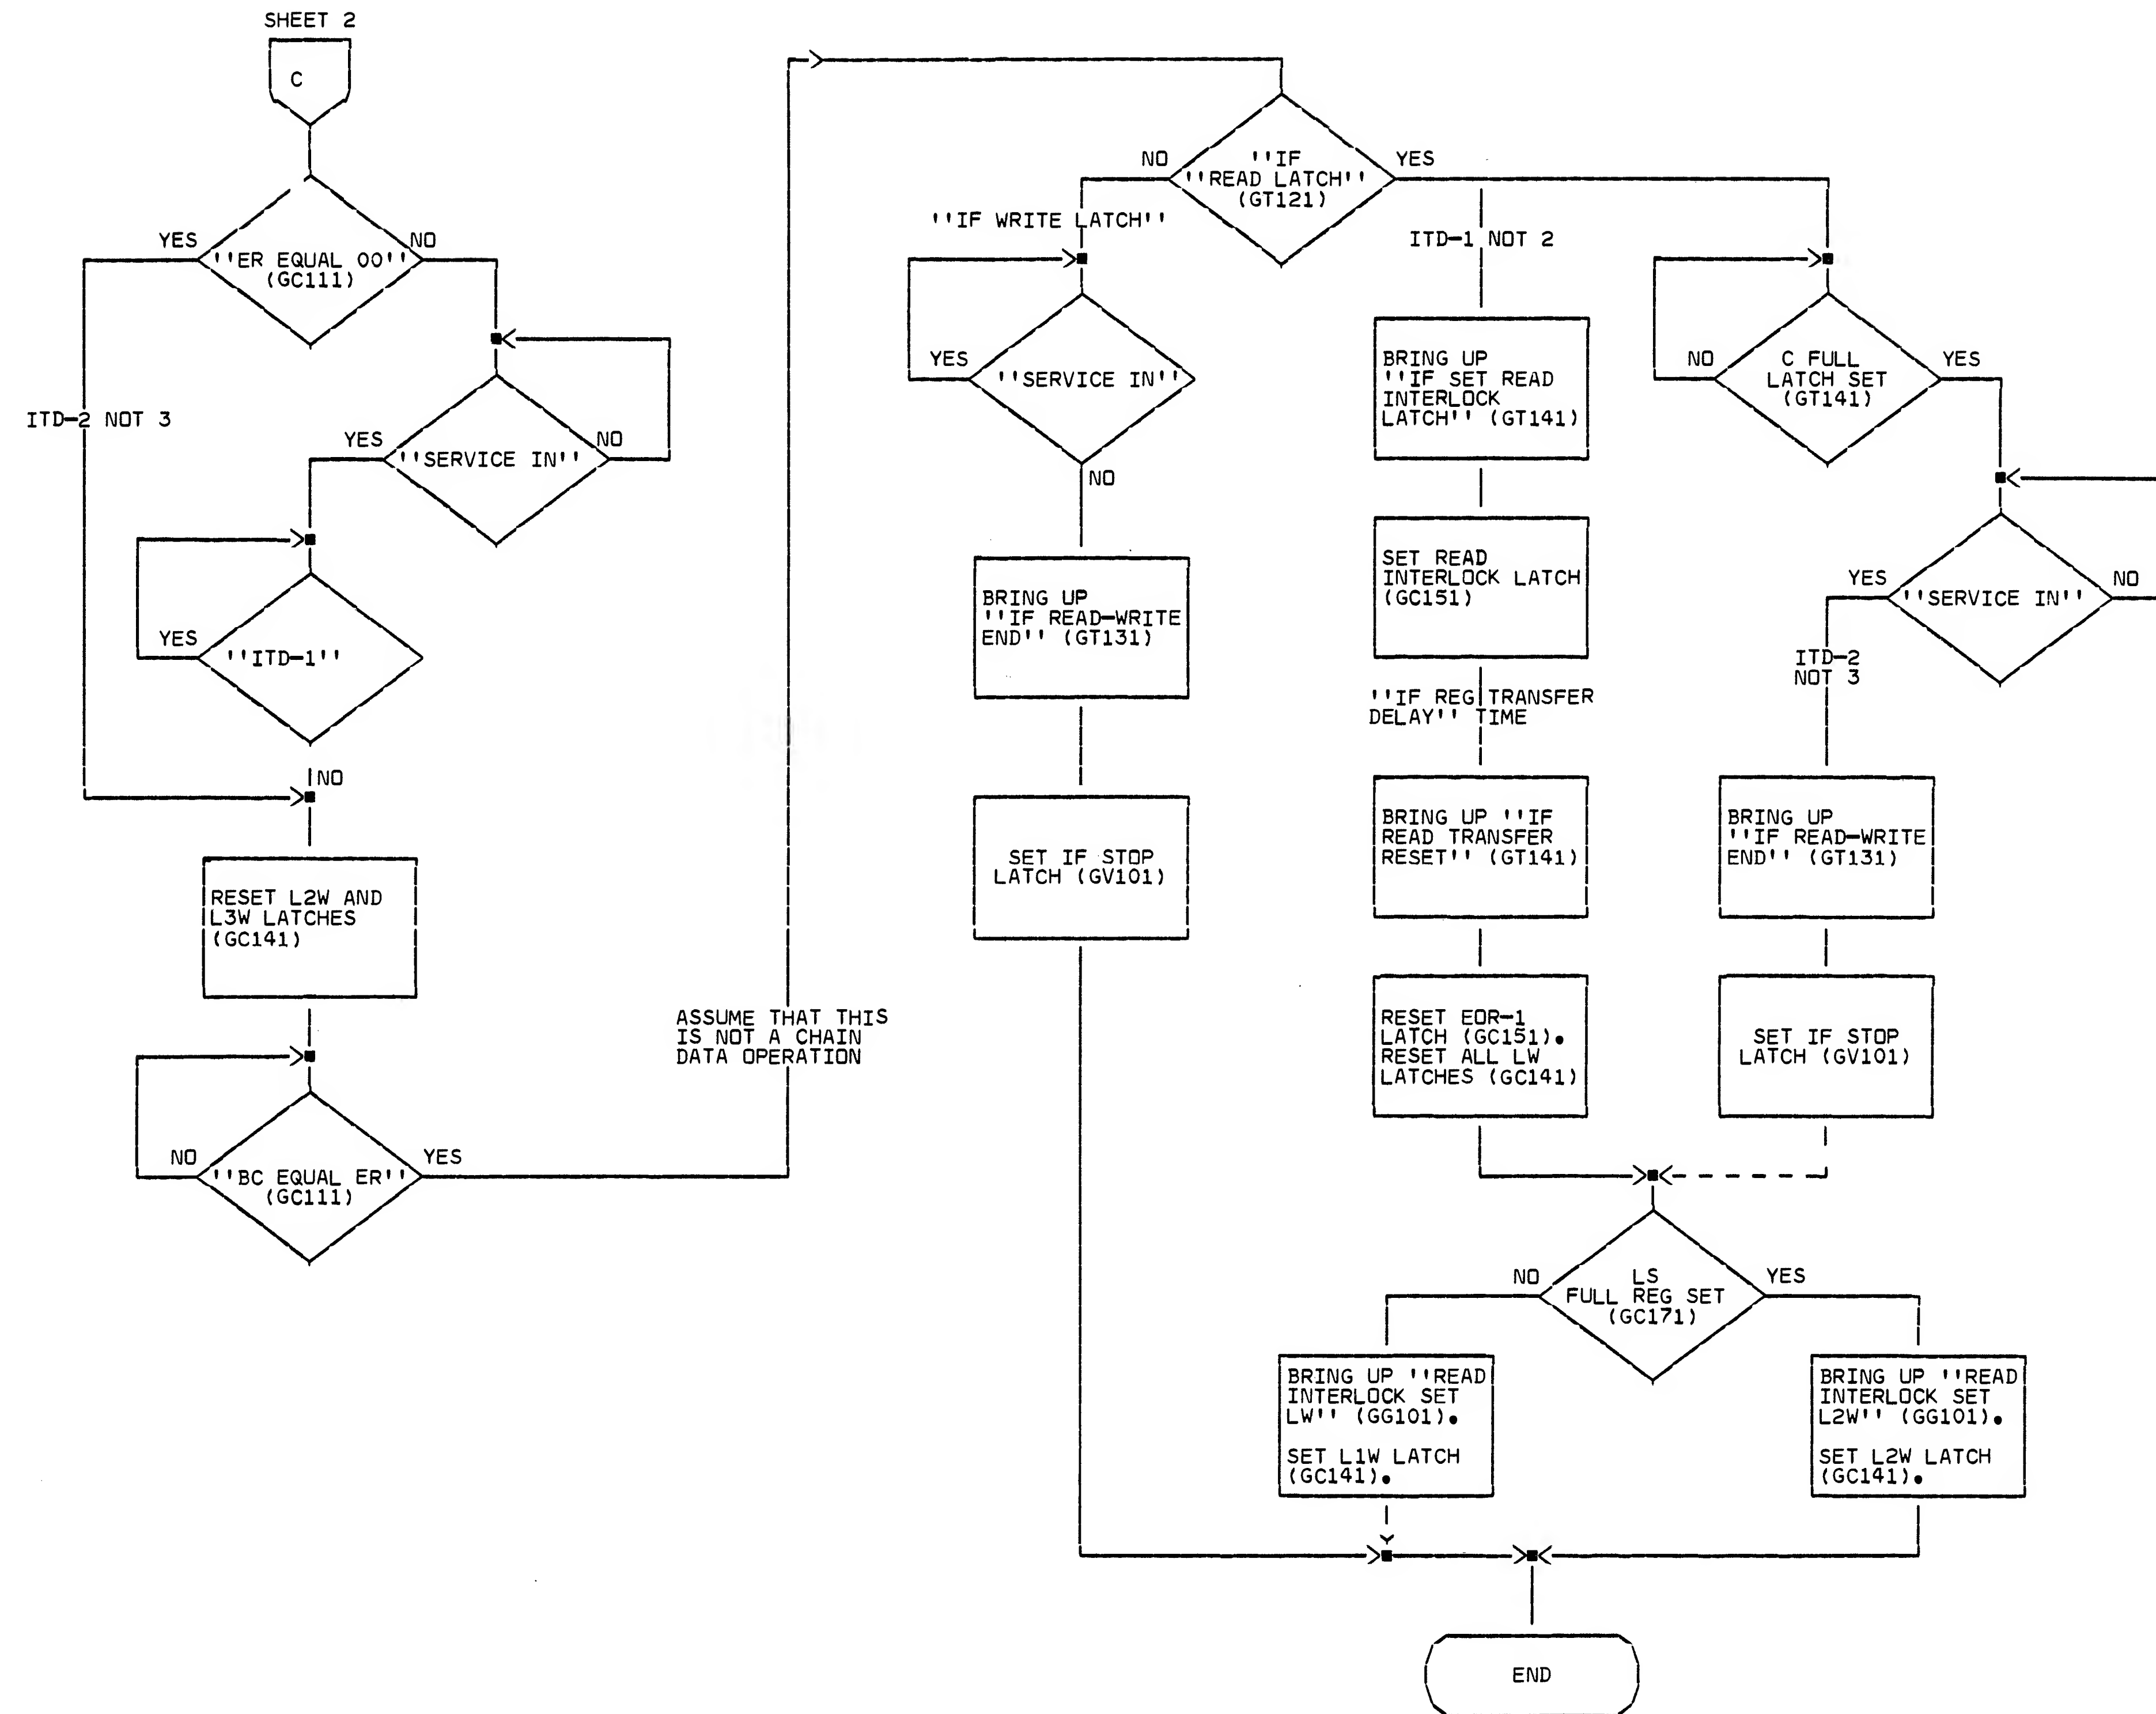 SHEET 2
C
YES
NO
''ER EQUAL 00''
(GC111)
ITD-2 NOT 3
YES
NO
''SERVICE IN''
YES
''ITD-1''
NO
RESET L2W AND
L3W LATCHES
(GC141)
NO
YES
''BC EQUAL ER''
(GC111)
ASSUME THAT THIS
IS NOT A CHAIN
DATA OPERATION
NO
YES
''IF
''READ LATCH''
(GT121)
''IF WRITE LATCH''
YES
''SERVICE IN''
NO
BRING UP
''IF READ-WRITE
END'' (GT131)
SET IF STOP
LATCH (GV101)
ITD-1 NOT 2
BRING UP
''IF SET READ
INTERLOCK
LATCH'' (GT141)
SET READ
INTERLOCK LATCH
(GC151)
''IF REG TRANSFER
DELAY'' TIME
BRING UP ''IF
READ TRANSFER
RESET'' (GT141)
RESET EOR-1
LATCH (GC151).
RESET ALL LW
LATCHES (GC141)
NO
YES
C FULL
LATCH SET
(GT141)
YES
NO
''SERVICE IN''
ITD-2
NOT 3
BRING UP
''IF READ-WRITE
END'' (GT131)
SET IF STOP
LATCH (GV101)
NO
YES
LS
FULL REG SET
(GC171)
BRING UP ''READ
INTERLOCK SET
LW'' (GG101).
SET L1W LATCH
(GC141).
BRING UP ''READ
INTERLOCK SET
L2W'' (GG101).
SET L2W LATCH
(GC141).
END